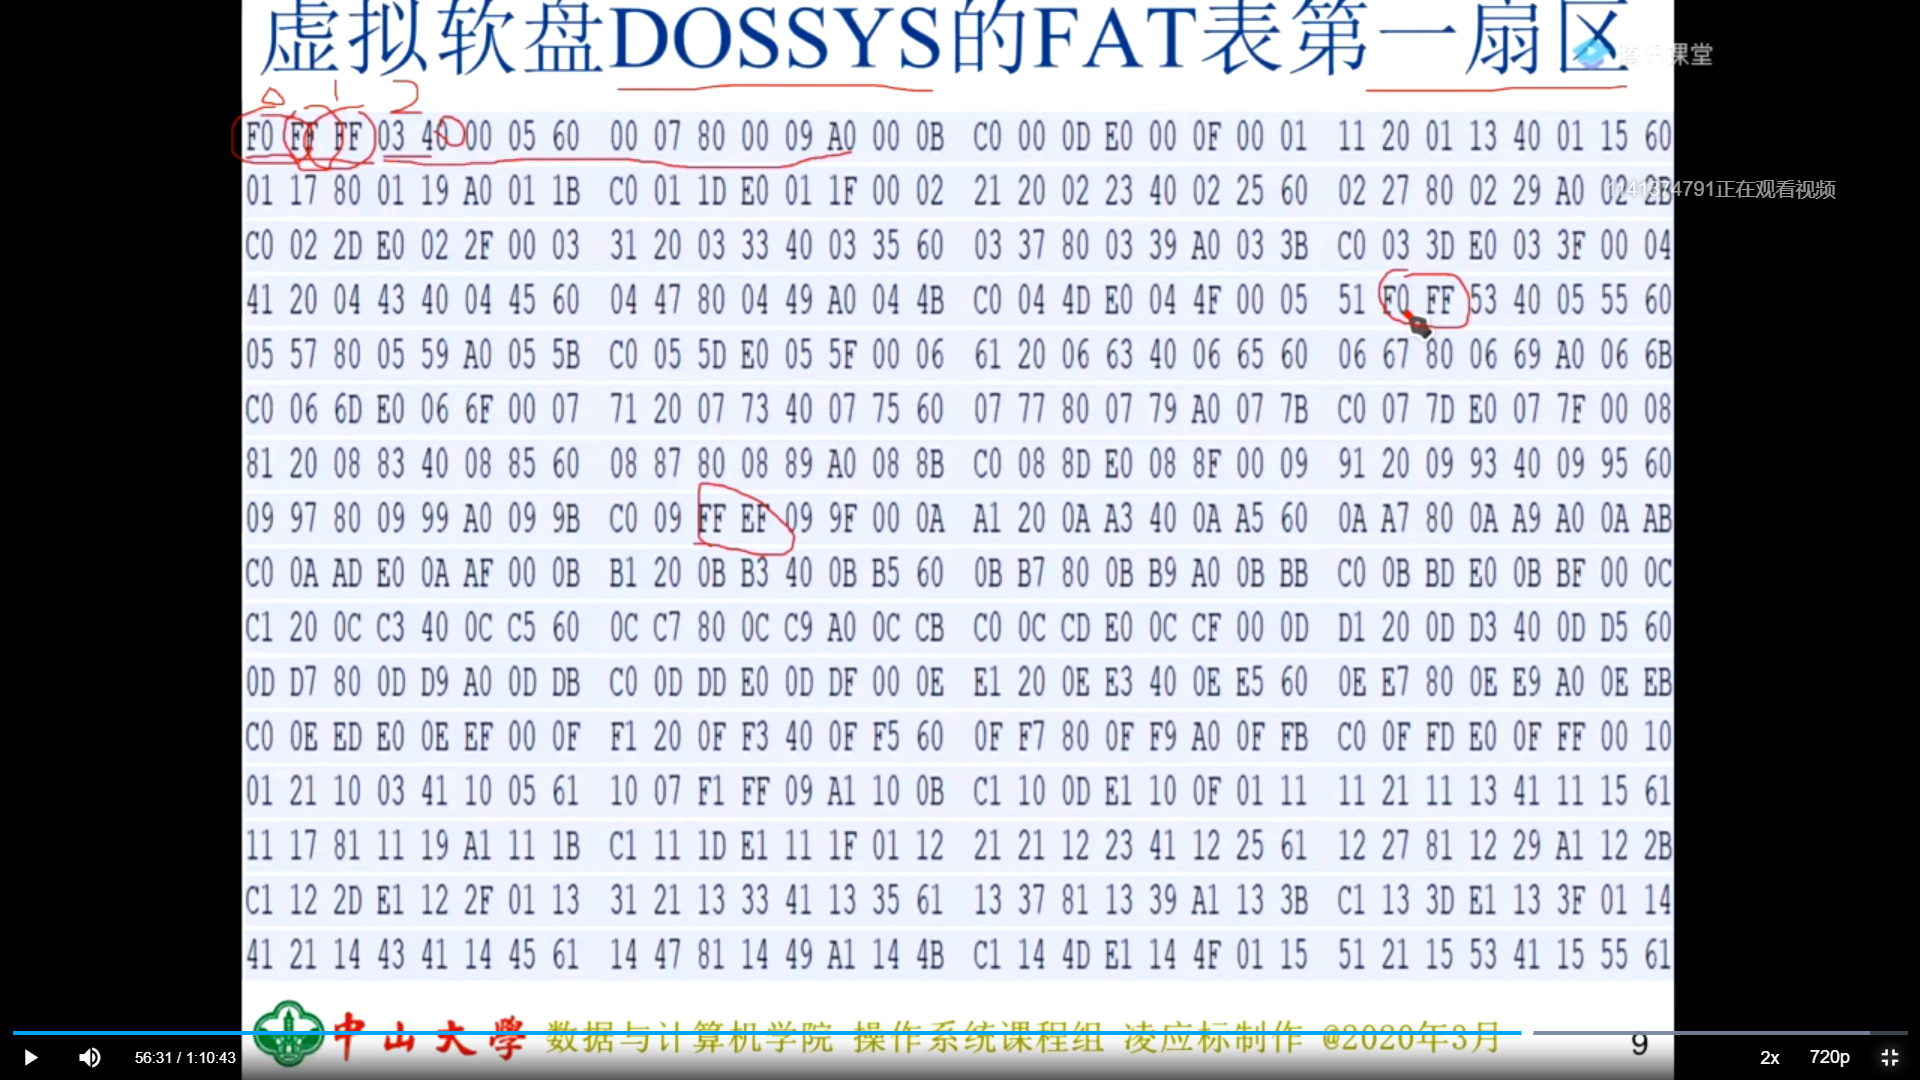 虚拟软盘DOSSYS的FAT表第一扇区
腾讯课堂
0 1 2
F0 FF FF 03 40 00 05 60 00 07 80 00 09 A0 00 0B C0 00 0D E0 00 0F 00 01 11 20 01 13 40 01 15 60
01 17 80 01 19 A0 01 1B C0 01 1D E0 01 1F 00 02 21 20 02 23 40 02 25 60 02 27 80 02 29 A0 02 2B
1141374791正在观看视频
C0 02 2D E0 02 2F 00 03 31 20 03 33 40 03 35 60 03 37 80 03 39 A0 03 3B C0 03 3D E0 03 3F 00 04
41 20 04 43 40 04 45 60 04 47 80 04 49 A0 04 4B C0 04 4D E0 04 4F 00 05 51 F0 FF 53 40 05 55 60
05 57 80 05 59 A0 05 5B C0 05 5D E0 05 5F 00 06 61 20 06 63 40 06 65 60 06 67 80 06 69 A0 06 6B
C0 06 6D E0 06 6F 00 07 71 20 07 73 40 07 75 60 07 77 80 07 79 A0 07 7B C0 07 7D E0 07 7F 00 08
81 20 08 83 40 08 85 60 08 87 80 08 89 A0 08 8B C0 08 8D E0 08 8F 00 09 91 20 09 93 40 09 95 60
09 97 80 09 99 A0 09 9B C0 09 FF EF 09 9F 00 0A A1 20 0A A3 40 0A A5 60 0A A7 80 0A A9 A0 0A AB
C0 0A AD E0 0A AF 00 0B B1 20 0B B3 40 0B B5 60 0B B7 80 0B B9 A0 0B BB C0 0B BD E0 0B BF 00 0C
C1 20 0C C3 40 0C C5 60 0C C7 80 0C C9 A0 0C CB C0 0C CD E0 0C CF 00 0D D1 20 0D D3 40 0D D5 60
0D D7 80 0D D9 A0 0D DB C0 0D DD E0 0D DF 00 0E E1 20 0E E3 40 0E E5 60 0E E7 80 0E E9 A0 0E EB
C0 0E ED E0 0E EF 00 0F F1 20 0F F3 40 0F F5 60 0F F7 80 0F F9 A0 0F FB C0 0F FD E0 0F FF 00 10
01 21 10 03 41 10 05 61 10 07 F1 FF 09 A1 10 0B C1 10 0D E1 10 0F 01 11 11 21 11 13 41 11 15 61
11 17 81 11 19 A1 11 1B C1 11 1D E1 11 1F 01 12 21 21 12 23 41 12 25 61 12 27 81 12 29 A1 12 2B
C1 12 2D E1 12 2F 01 13 31 21 13 33 41 13 35 61 13 37 81 13 39 A1 13 3B C1 13 3D E1 13 3F 01 14
41 21 14 43 41 14 45 61 14 47 81 14 49 A1 14 4B C1 14 4D E1 14 4F 01 15 51 21 15 53 41 15 55 61
中山大学 数据与计算机学院 操作系统课程组 凌应标制作 @2020年3月 9
56:31 / 1:10:43 2x 720p